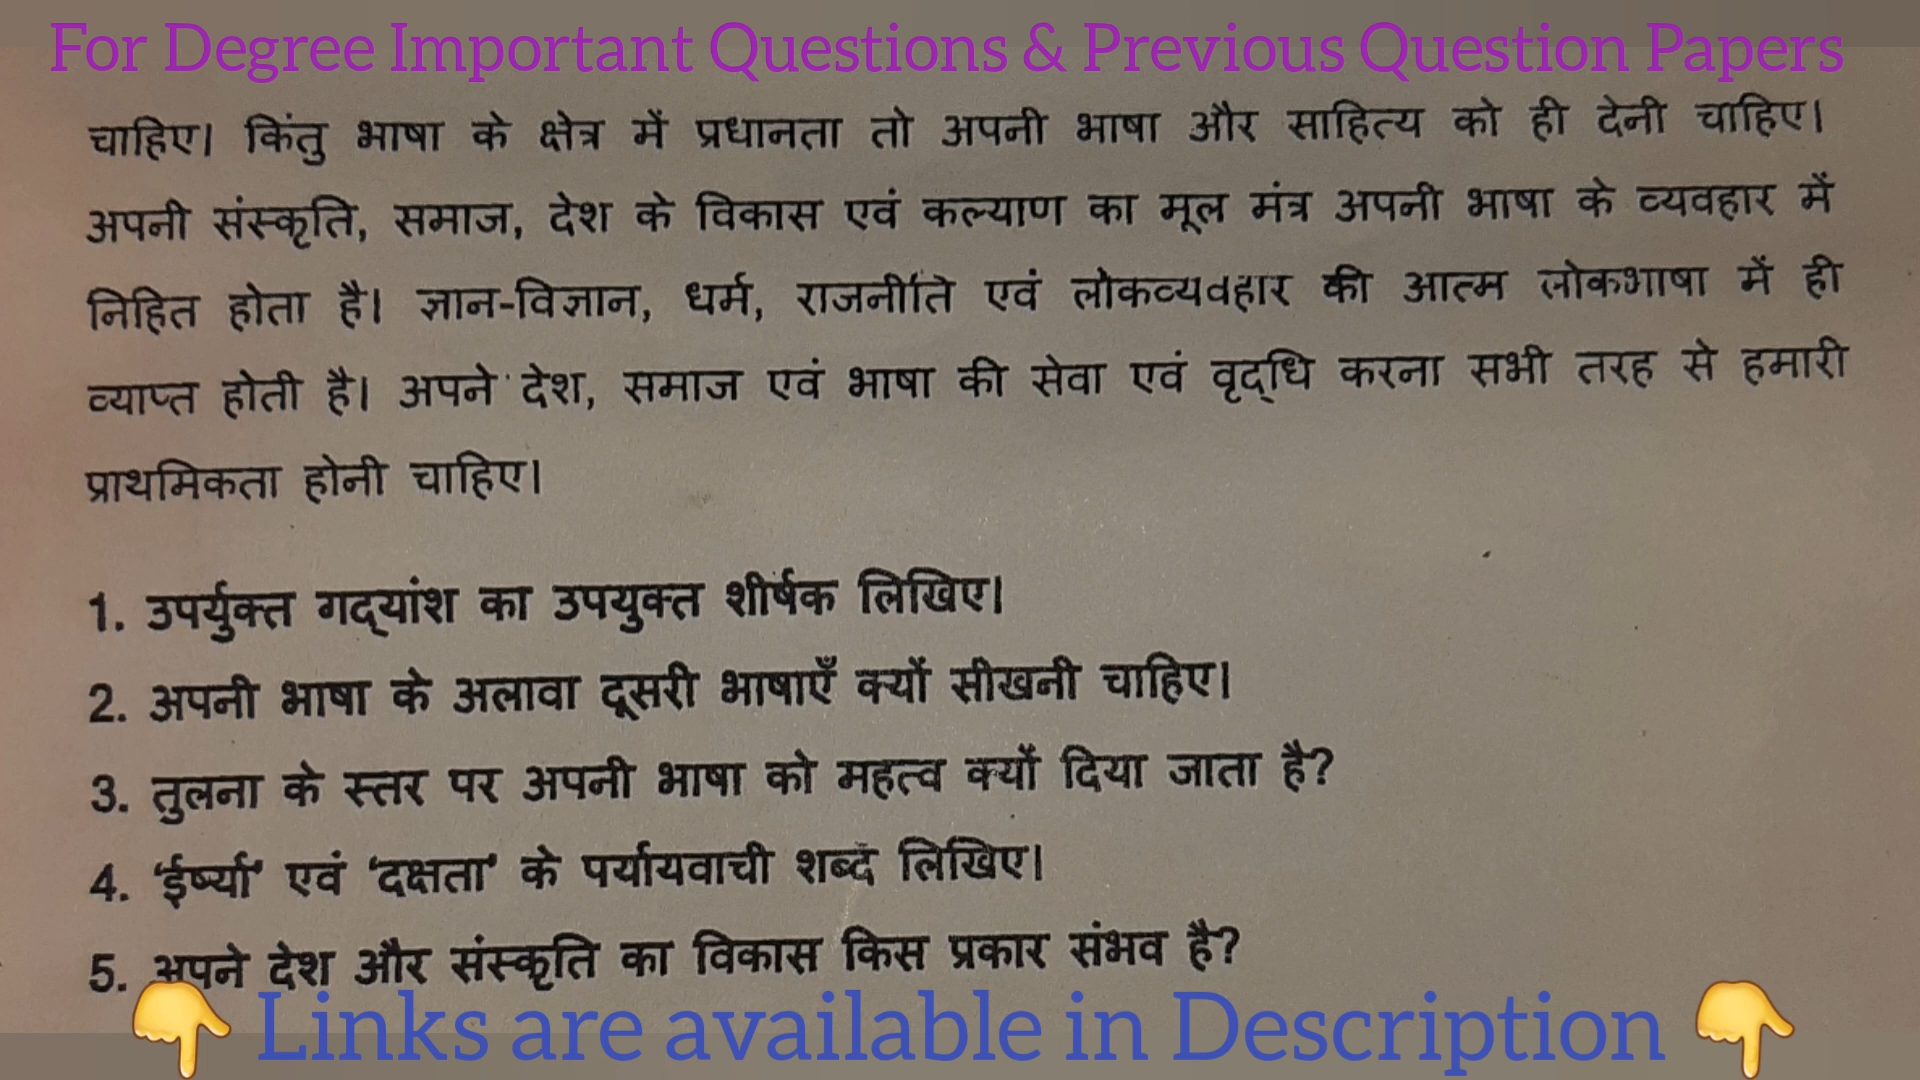 For Degree Important Questions & Previous Question Papers
चाहिए। किंतु भाषा के क्षेत्र में प्रधानता तो अपनी भाषा और साहित्य को ही देनी चाहिए।
अपनी संस्कृति, समाज, देश के विकास एवं कल्याण का मूल मंत्र अपनी भाषा के व्यवहार में
निहित होता है। ज्ञान-विज्ञान, धर्म, राजनीति एवं लोकव्यवहार की आत्म लोकभाषा में ही
व्याप्त होती है। अपने देश, समाज एवं भाषा की सेवा एवं वृद्धि करना सभी तरह से हमारी
प्राथमिकता होनी चाहिए।
1. उपर्युक्त गद्यांश का उपयुक्त शीर्षक लिखिए।
2. अपनी भाषा के अलावा दूसरी भाषाएँ क्यों सीखनी चाहिए।
3. तुलना के स्तर पर अपनी भाषा को महत्व क्यों दिया जाता है?
4. 'ईर्ष्या' एवं 'दक्षता' के पर्यायवाची शब्द लिखिए।
5. अपने देश और संस्कृति का विकास किस प्रकार संभव है?
👇 Links are available in Description 👇